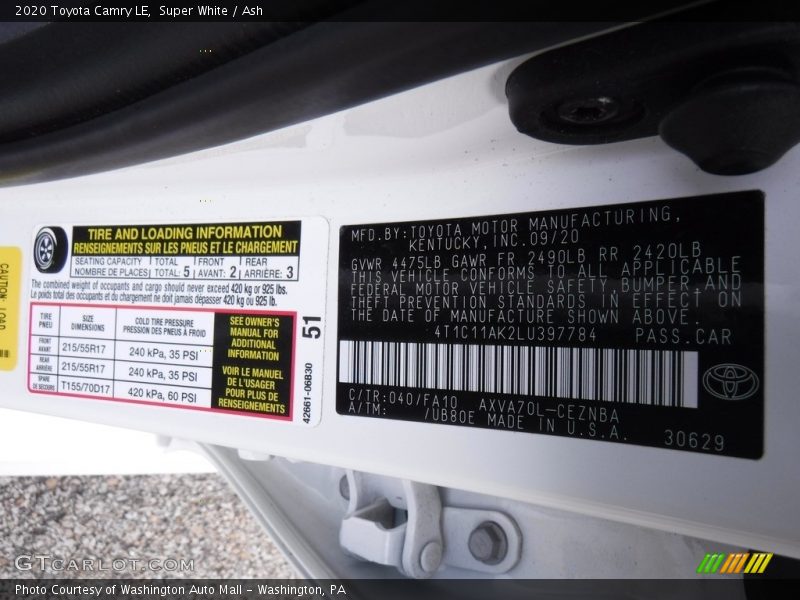 2020 Toyota Camry LE, Super White / Ash
CAUTION: LOAD
TIRE AND LOADING INFORMATION
RENSEIGNEMENTS SUR LES PNEUS ET LE CHARGEMENT
SEATING CAPACITY TOTAL FRONT REAR
NOMBRE DE PLACES TOTAL: 5 AVANT: 2 ARRIÈRE: 3
The combined weight of occupants and cargo should never exceed 420 kg or 925 lbs.
Le poids total des occupants et du chargement ne doit jamais dépasser 420 kg ou 925 lb.
TIRE PNEU
SIZE DIMENSIONS
COLD TIRE PRESSURE
PRESSION DES PNEUS À FROID
FRONT AVANT 215/55R17 240 kPa, 35 PSI
REAR ARRIÈRE 215/55R17 240 kPa, 35 PSI
SPARE DE SECOURS T155/70D17 420 kPa, 60 PSI
SEE OWNER'S
MANUAL FOR
ADDITIONAL
INFORMATION
VOIR LE MANUEL
DE L'USAGER
POUR PLUS DE
RENSEIGNEMENTS
51
42661-06B30
MFD.BY:TOYOTA MOTOR MANUFACTURING,
KENTUCKY,INC.09/20
GVWR 4475LB GAWR FR 2490LB RR 2420LB
THIS VEHICLE CONFORMS TO ALL APPLICABLE
FEDERAL MOTOR VEHICLE SAFETY,BUMPER,AND
THEFT PREVENTION STANDARDS IN EFFECT ON
THE DATE OF MANUFACTURE SHOWN ABOVE.
4T1C11AK2LU397784 PASS.CAR
C/TR:040/FA10 AXVA70L-CEZNBA
A/TM: /UB80E MADE IN U.S.A.
30629
GTCARLOT.COM
Photo Courtesy of Washington Auto Mall - Washington, PA